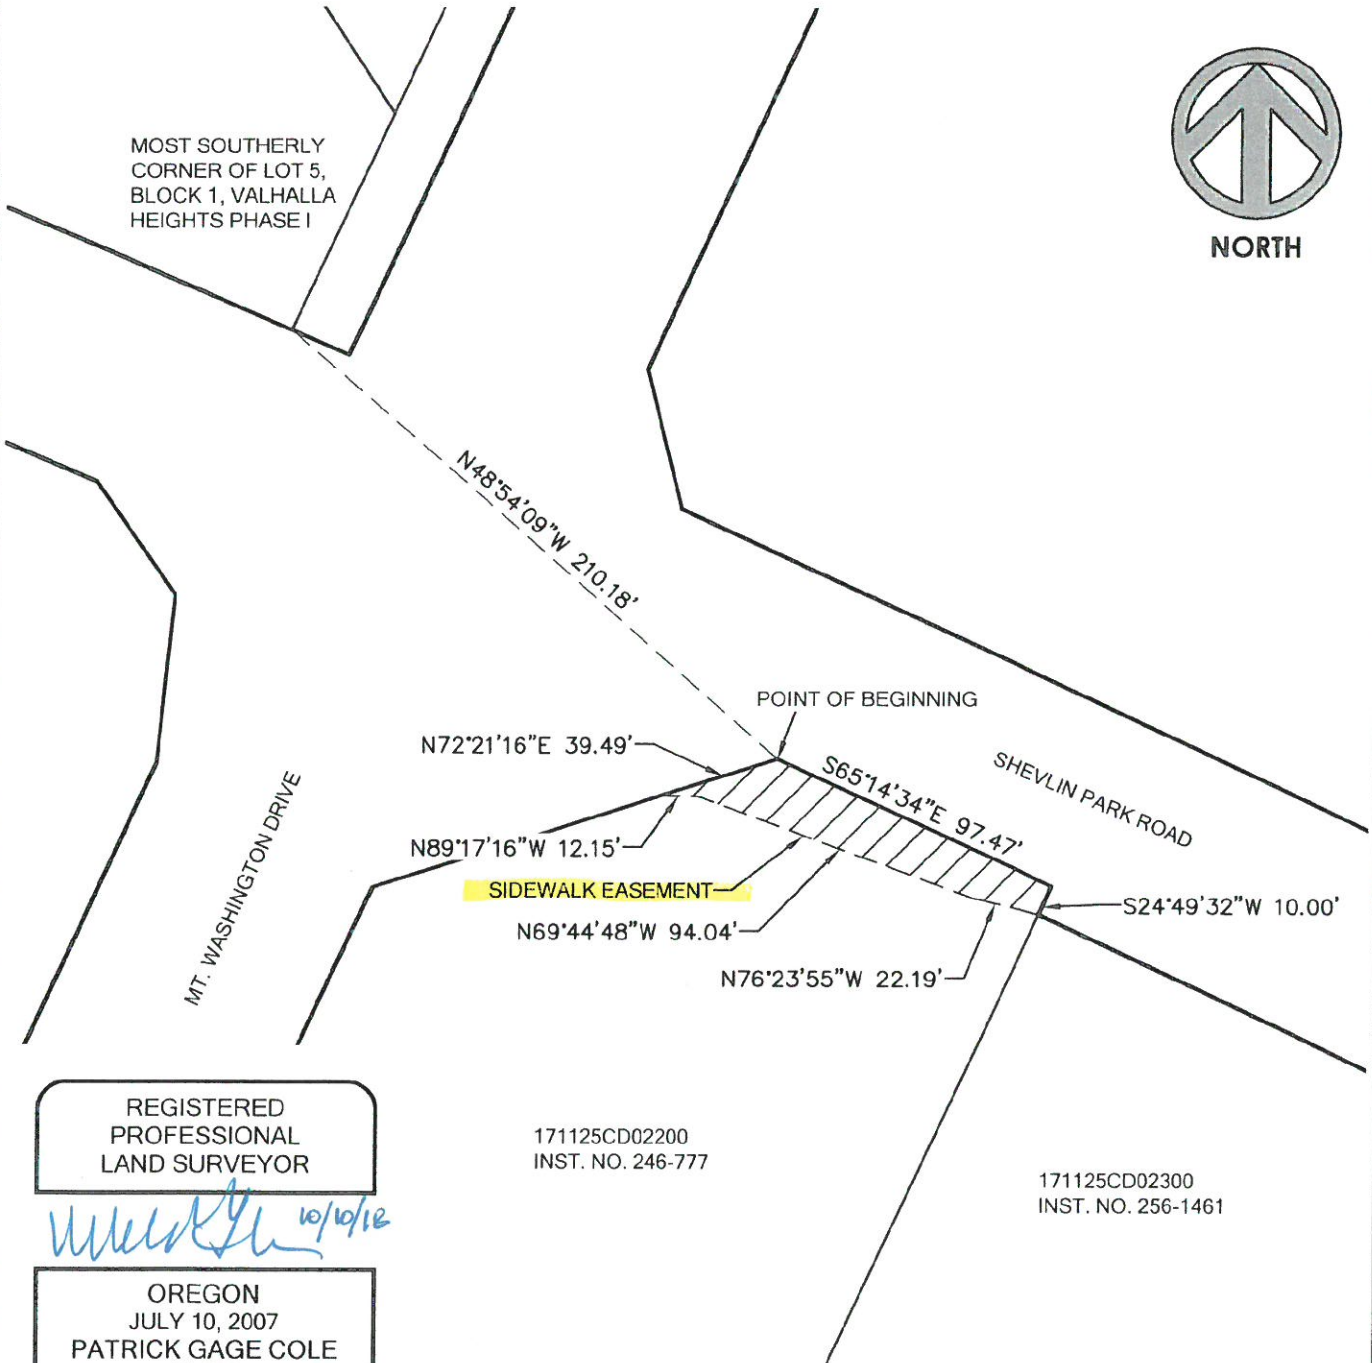 MOST SOUTHERLY
CORNER OF LOT 5,
BLOCK 1, VALHALLA
HEIGHTS PHASE I
NORTH
N48°54'09"W 210.18'
POINT OF BEGINNING
N72°21'16"E 39.49'
S65°14'34"E 97.47'
SHEVLIN PARK ROAD
MT. WASHINGTON DRIVE
N89°17'16"W 12.15'
SIDEWALK EASEMENT
S24°49'32"W 10.00'
N69°44'48"W 94.04'
N76°23'55"W 22.19'
REGISTERED
PROFESSIONAL
LAND SURVEYOR
10/10/18
OREGON
JULY 10, 2007
PATRICK GAGE COLE
171125CD02200
INST. NO. 246-777
171125CD02300
INST. NO. 256-1461